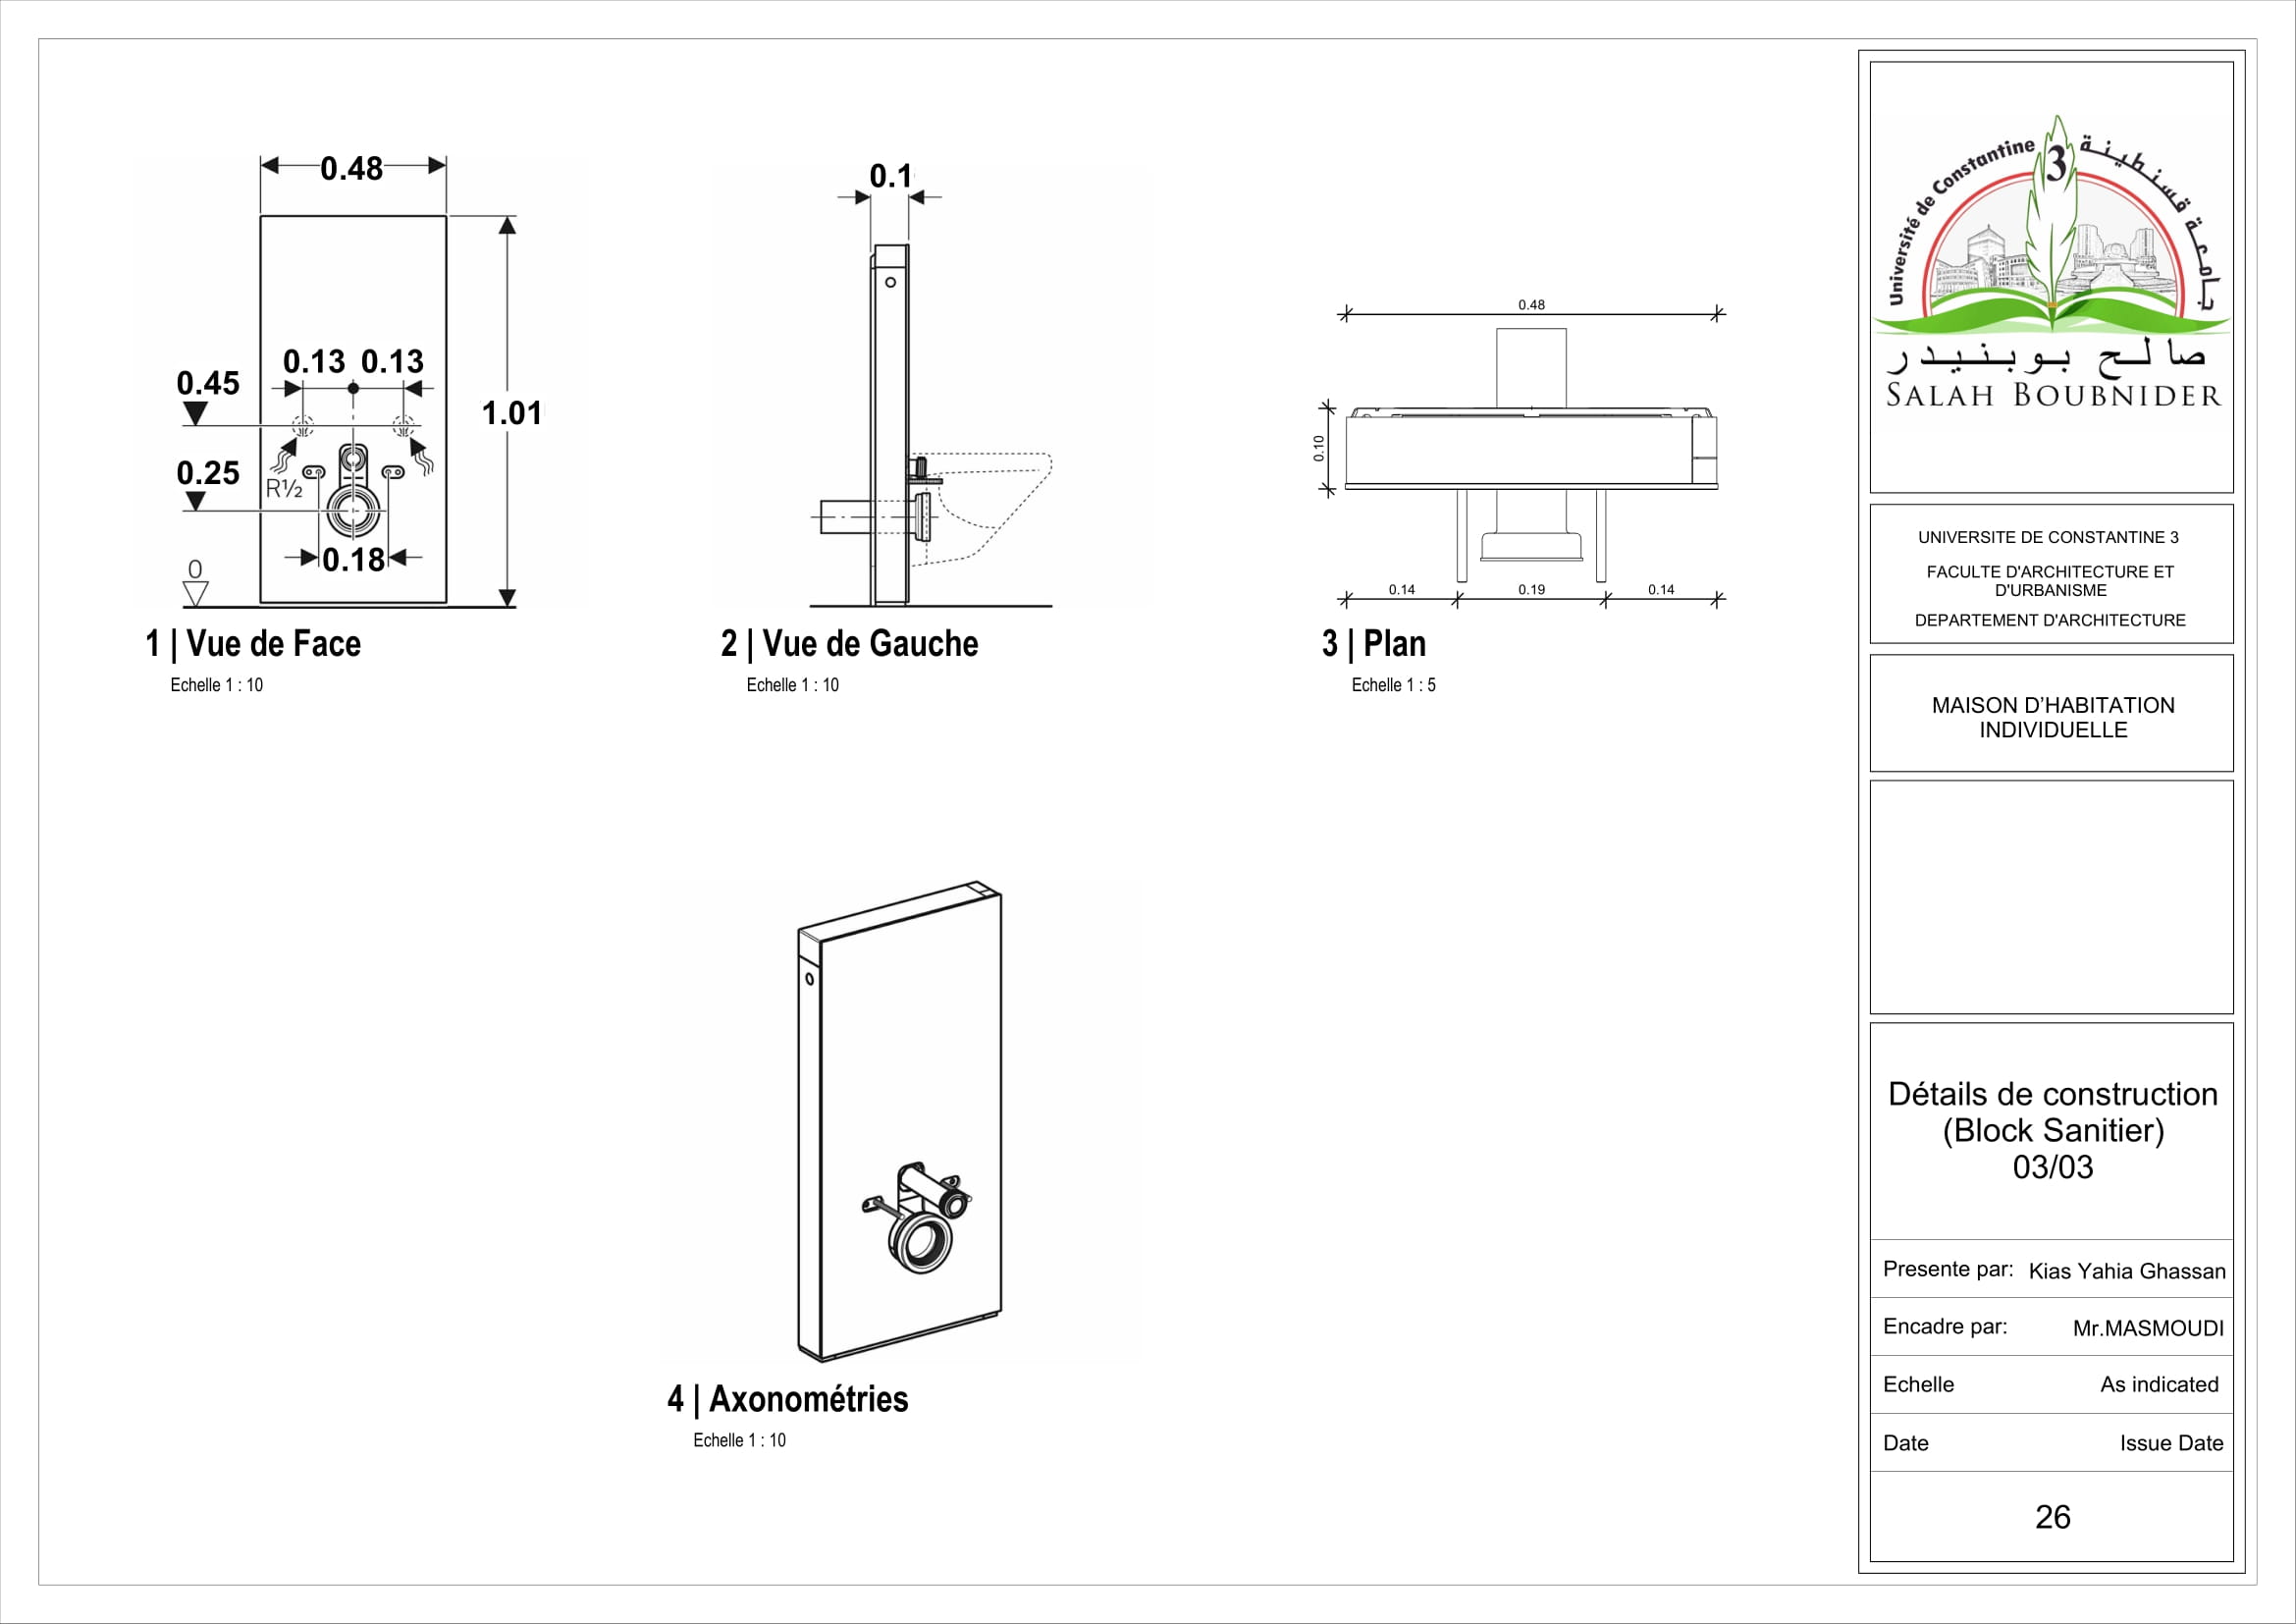 0.48
0.13 0.13
0.45
1.01
0.25
R½
0.18
0
1 | Vue de Face
Echelle 1 : 10
0.1
2 | Vue de Gauche
Echelle 1 : 10
0.48
0.10
0.14 0.19 0.14
3 | Plan
Echelle 1 : 5
4 | Axonométries
Echelle 1 : 10
Université de Constantine 3 جامعة قسنطينة
صالح بوبنيدر
SALAH BOUBNIDER
UNIVERSITE DE CONSTANTINE 3
FACULTE D'ARCHITECTURE ET
D'URBANISME
DEPARTEMENT D'ARCHITECTURE
MAISON D'HABITATION
INDIVIDUELLE
Détails de construction
(Block Sanitier)
03/03
Presente par: Kias Yahia Ghassan
Encadre par: Mr.MASMOUDI
Echelle As indicated
Date Issue Date
26